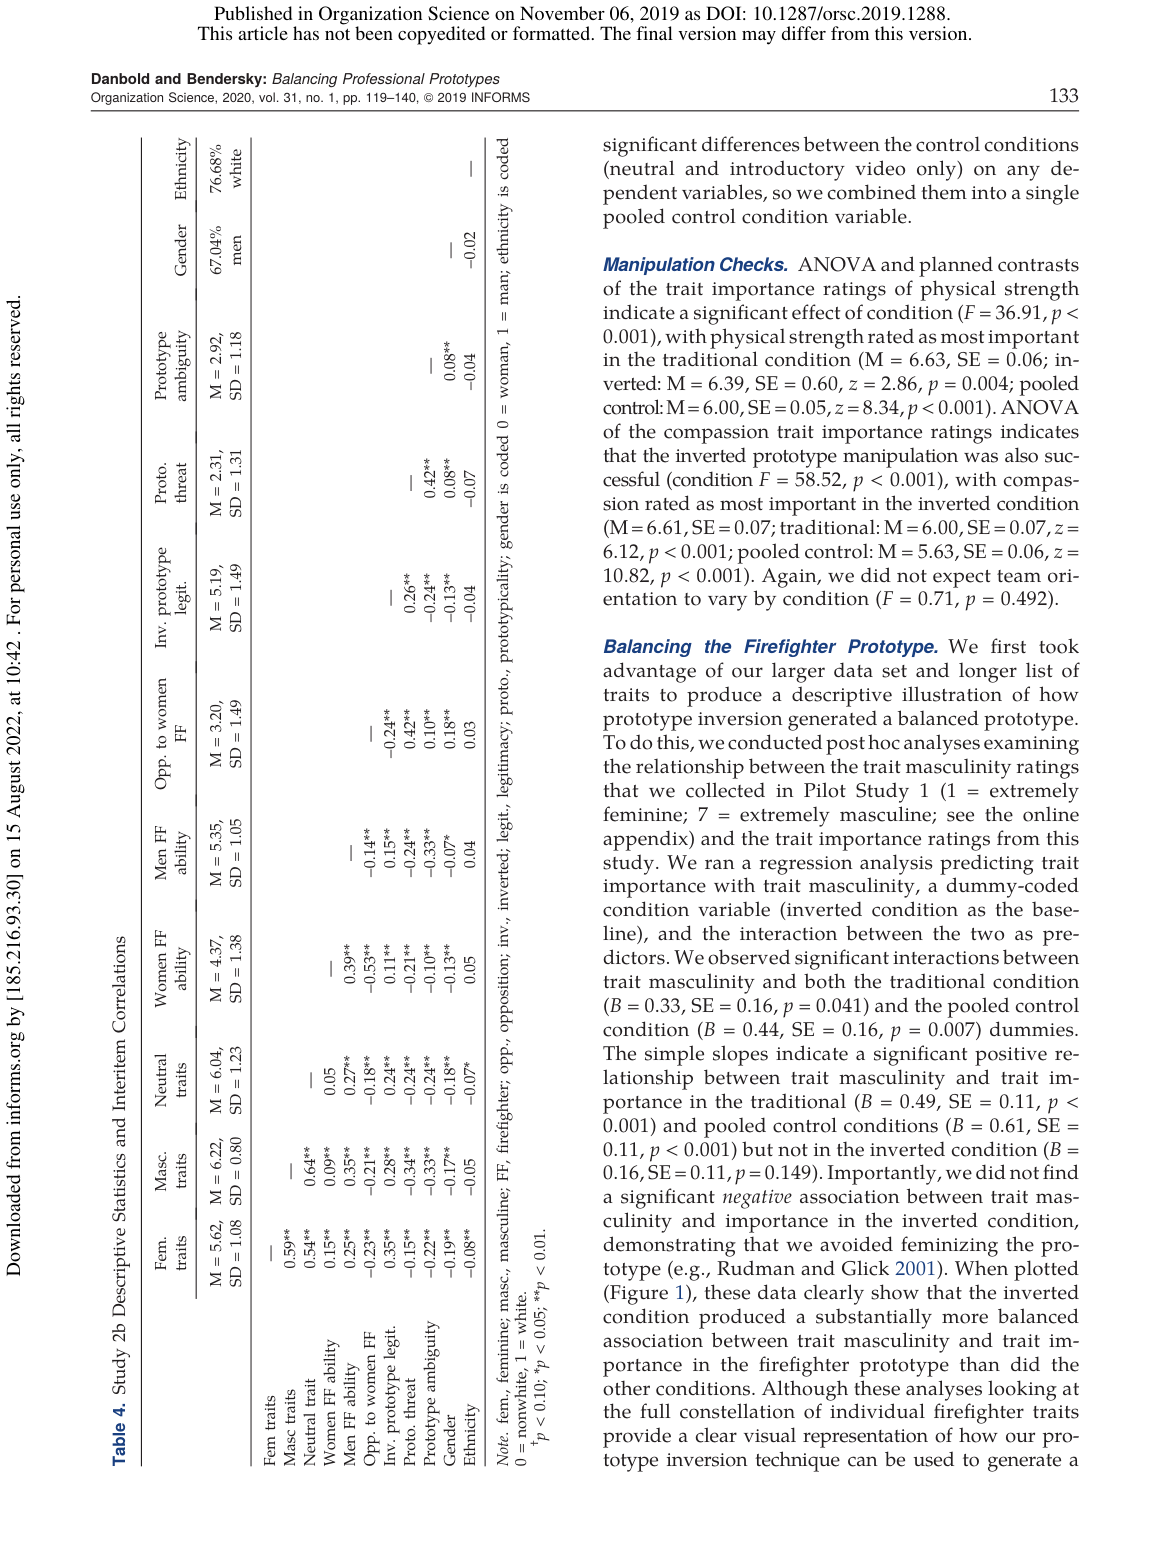 Published in Organization Science on November 06, 2019 as DOI: 10.1287/orsc.2019.1288.
This article has not been copyedited or formatted. The final version may differ from this version.
Danbold and Bendersky: Balancing Professional Prototypes
Organization Science, 2020, vol. 31, no. 1, pp. 119–140, © 2019 INFORMS
133
Downloaded from informs.org by [185.216.93.30] on 15 August 2022, at 10:42 . For personal use only, all rights reserved.
Table 4. Study 2b Descriptive Statistics and Interitem Correlations
Fem. traits Masc. traits Neutral traits Women FF ability Men FF ability Opp. to women FF Inv. prototype legit. Proto. threat Prototype ambiguity Gender Ethnicity
M = 5.62, SD = 1.08 M = 6.22, SD = 0.80 M = 6.04, SD = 1.23 M = 4.37, SD = 1.38 M = 5.35, SD = 1.05 M = 3.20, SD = 1.49 M = 5.19, SD = 1.49 M = 2.31, SD = 1.31 M = 2.92, SD = 1.18 67.04% men 76.68% white
Fem traits —
Masc traits 0.59** —
Neutral trait 0.54** 0.64** —
Women FF ability 0.15** 0.09** 0.05 —
Men FF ability 0.25** 0.35** 0.27** 0.39** —
Opp. to women FF −0.23** −0.21** −0.18** −0.53** −0.14** —
Inv. prototype legit. 0.35** 0.28** 0.24** 0.11** 0.15** −0.24** —
Proto. threat −0.15** −0.34** −0.24** −0.21** −0.24** 0.42** 0.26** —
Prototype ambiguity −0.22** −0.33** −0.24** −0.10** −0.33** 0.10** −0.24** 0.42** —
Gender −0.19** −0.17** −0.18** −0.13** −0.07* 0.18** −0.13** 0.08** 0.08** —
Ethnicity −0.08** −0.05 −0.07* 0.05 0.04 0.03 −0.04 −0.07 −0.04 −0.02 —
Note. fem., feminine; masc., masculine; FF, firefighter; opp., opposition; inv., inverted; legit., legitimacy; proto., prototypicality; gender is coded 0 = woman, 1 = man; ethnicity is coded
0 = nonwhite, 1 = white.
†p < 0.10; *p < 0.05; **p < 0.01.
significant differences between the control conditions
(neutral and introductory video only) on any de-
pendent variables, so we combined them into a single
pooled control condition variable.
Manipulation Checks. ANOVA and planned contrasts
of the trait importance ratings of physical strength
indicate a significant effect of condition (F = 36.91, p <
0.001), with physical strength rated as most important
in the traditional condition (M = 6.63, SE = 0.06; in-
verted: M = 6.39, SE = 0.60, z = 2.86, p = 0.004; pooled
control: M = 6.00, SE = 0.05, z = 8.34, p < 0.001). ANOVA
of the compassion trait importance ratings indicates
that the inverted prototype manipulation was also suc-
cessful (condition F = 58.52, p < 0.001), with compas-
sion rated as most important in the inverted condition
(M = 6.61, SE = 0.07; traditional: M = 6.00, SE = 0.07, z =
6.12, p < 0.001; pooled control: M = 5.63, SE = 0.06, z =
10.82, p < 0.001). Again, we did not expect team ori-
entation to vary by condition (F = 0.71, p = 0.492).
Balancing the Firefighter Prototype. We first took
advantage of our larger data set and longer list of
traits to produce a descriptive illustration of how
prototype inversion generated a balanced prototype.
To do this, we conducted post hoc analyses examining
the relationship between the trait masculinity ratings
that we collected in Pilot Study 1 (1 = extremely
feminine; 7 = extremely masculine; see the online
appendix) and the trait importance ratings from this
study. We ran a regression analysis predicting trait
importance with trait masculinity, a dummy-coded
condition variable (inverted condition as the base-
line), and the interaction between the two as pre-
dictors. We observed significant interactions between
trait masculinity and both the traditional condition
(B = 0.33, SE = 0.16, p = 0.041) and the pooled control
condition (B = 0.44, SE = 0.16, p = 0.007) dummies.
The simple slopes indicate a significant positive re-
lationship between trait masculinity and trait im-
portance in the traditional (B = 0.49, SE = 0.11, p <
0.001) and pooled control conditions (B = 0.61, SE =
0.11, p < 0.001) but not in the inverted condition (B =
0.16, SE = 0.11, p = 0.149). Importantly, we did not find
a significant negative association between trait mas-
culinity and importance in the inverted condition,
demonstrating that we avoided feminizing the pro-
totype (e.g., Rudman and Glick 2001). When plotted
(Figure 1), these data clearly show that the inverted
condition produced a substantially more balanced
association between trait masculinity and trait im-
portance in the firefighter prototype than did the
other conditions. Although these analyses looking at
the full constellation of individual firefighter traits
provide a clear visual representation of how our pro-
totype inversion technique can be used to generate a